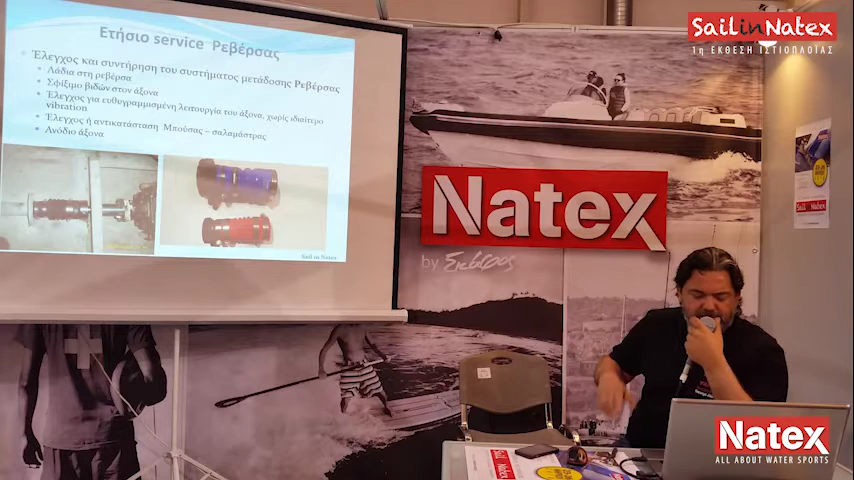 Ετήσιο service Ρεβέρσας
Έλεγχος και συντήρηση του συστήματος μετάδοσης Ρεβέρσας
Λάδια στη ρεβέρσα
Σφίξιμο βιδών στον άξονα
Έλεγχος για ευθυγραμμισμένη λειτουργία του άξονα, χωρίς ιδιαίτερο
vibration
Έλεγχος ή αντικατάσταση Μπούσας – σαλαμάστρας
Ανόδιο άξονα
Sail in Natex
SailinNatex
1η ΕΚΘΕΣΗ ΙΣΤΙΟΠΛΟΪΑΣ
Natex
by Σκάφος
Natex
ALL ABOUT WATER SPORTS